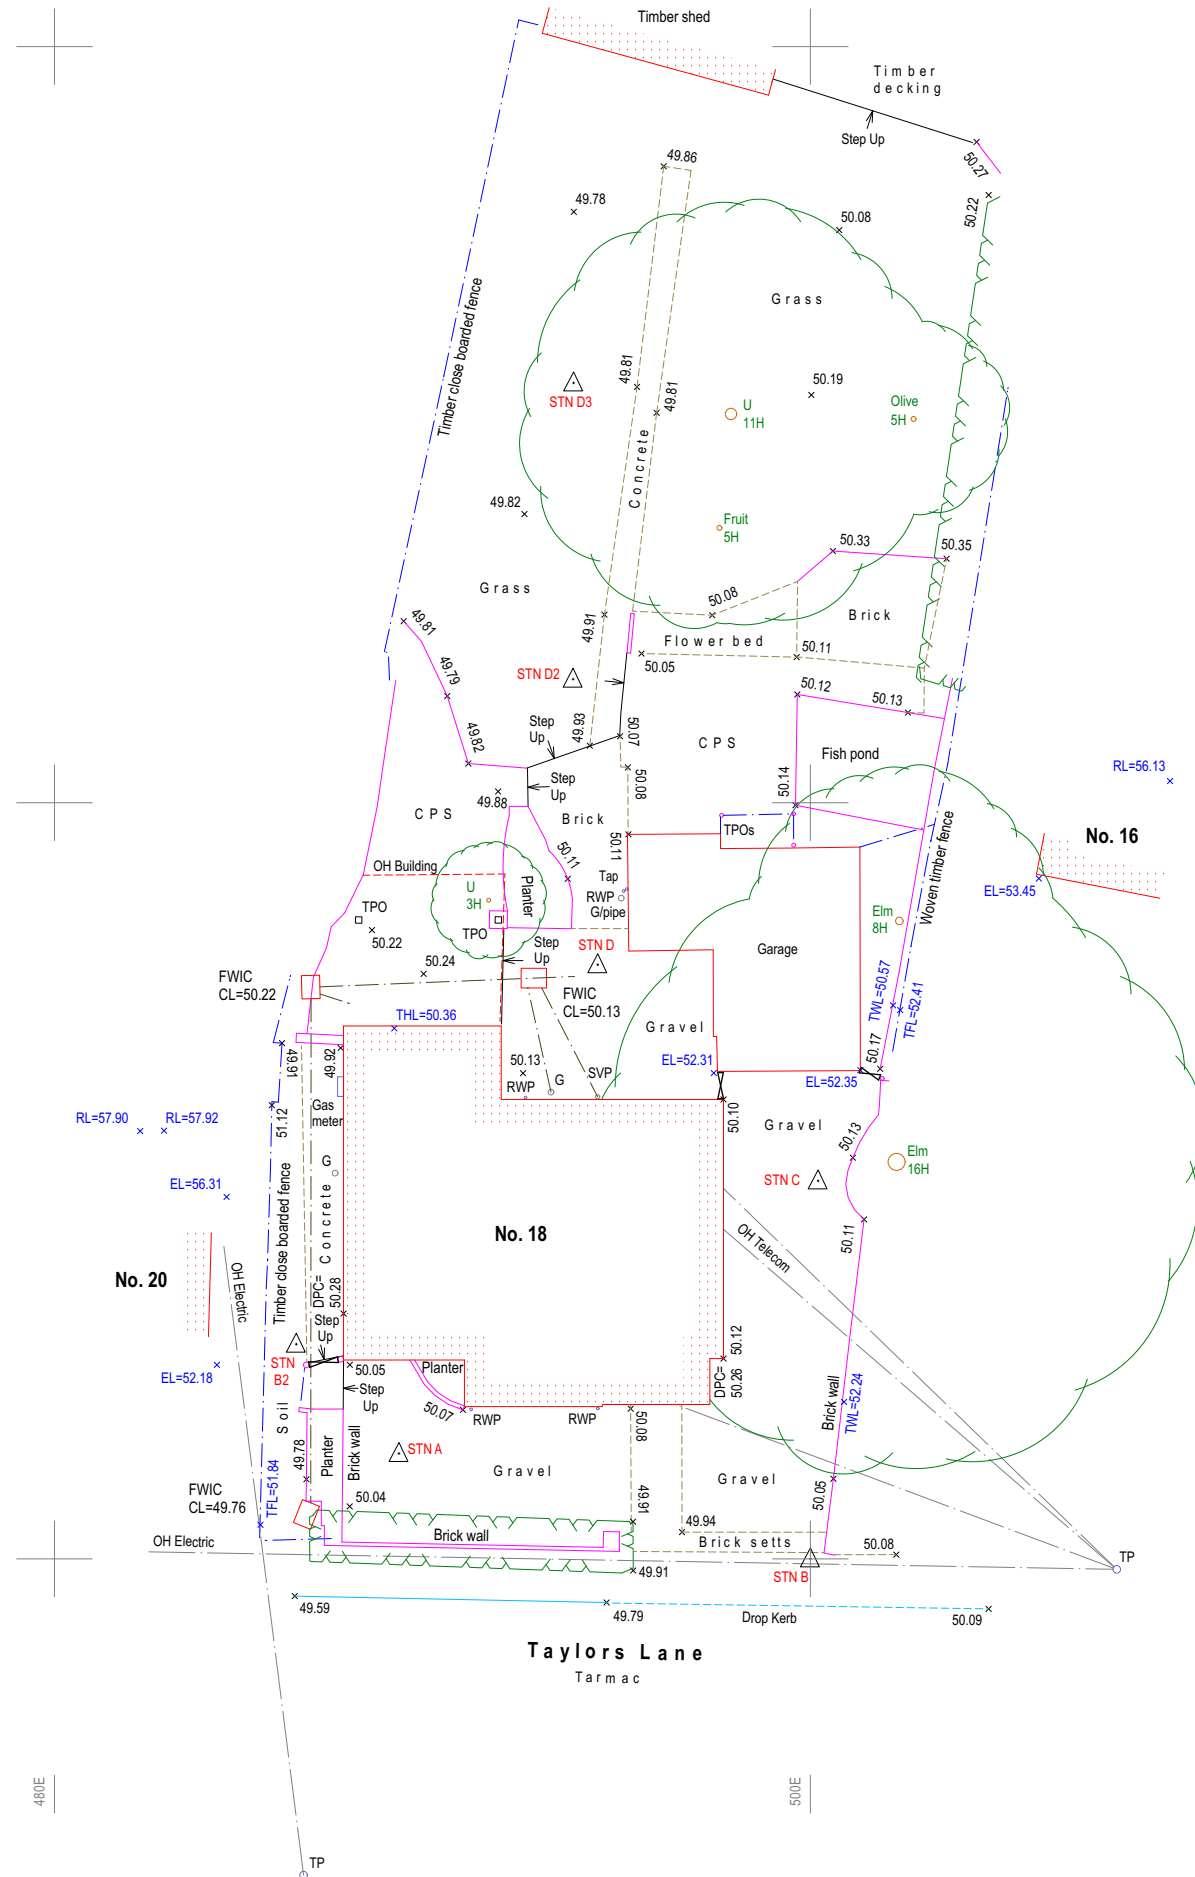 Timber shed
Timber
decking
Step Up
50.27
50.22
49.86
49.78
50.08
Grass
Timber close boarded fence
49.81
49.81
50.19
STN D3
U
11H
Olive
5H
Concrete
49.82
Fruit
5H
50.33
50.35
Grass
50.08
Brick
49.81
49.91
Flower bed
50.05
50.11
49.79
STN D2
50.12
50.13
Step
Up
49.93
50.07
49.82
CPS
Fish pond
RL=56.13
Step
Up
50.08
50.14
49.88
CPS
Brick
TPOs
No. 16
Woven timber fence
50.11
50.11
OH Building
Tap
EL=53.45
U
3H
Planter
RWP
G/pipe
Elm
8H
TPO
TPO
50.22
Step
Up
STN D
Garage
50.24
FWIC
CL=50.22
FWIC
CL=50.13
TWL=50.57
TFL=52.41
THL=50.36
Gravel
49.91
49.92
50.13
RWP
G
SVP
EL=52.31
50.17
EL=52.35
Gas
meter
51.12
50.10
Gravel
50.13
RL=57.90
RL=57.92
G
Elm
16H
STN C
EL=56.31
Timber close boarded fence
Concrete
50.11
No. 18
OH Telecom
No. 20
OH Electric
DPC=
50.28
Step
Up
50.12
DPC=
50.26
EL=52.18
STN
B2
50.05
Planter
Step
Up
Brick wall
TWL=52.24
Soil
50.07
RWP
RWP
50.08
STN A
49.78
Planter
Brick wall
Gravel
Gravel
50.05
FWIC
CL=49.76
TFL=51.84
50.04
49.91
49.94
Brick wall
Brick setts
OH Electric
50.08
STN B
TP
49.91
49.59
49.79
Drop Kerb
50.09
Taylors Lane
Tarmac
480E
500E
TP